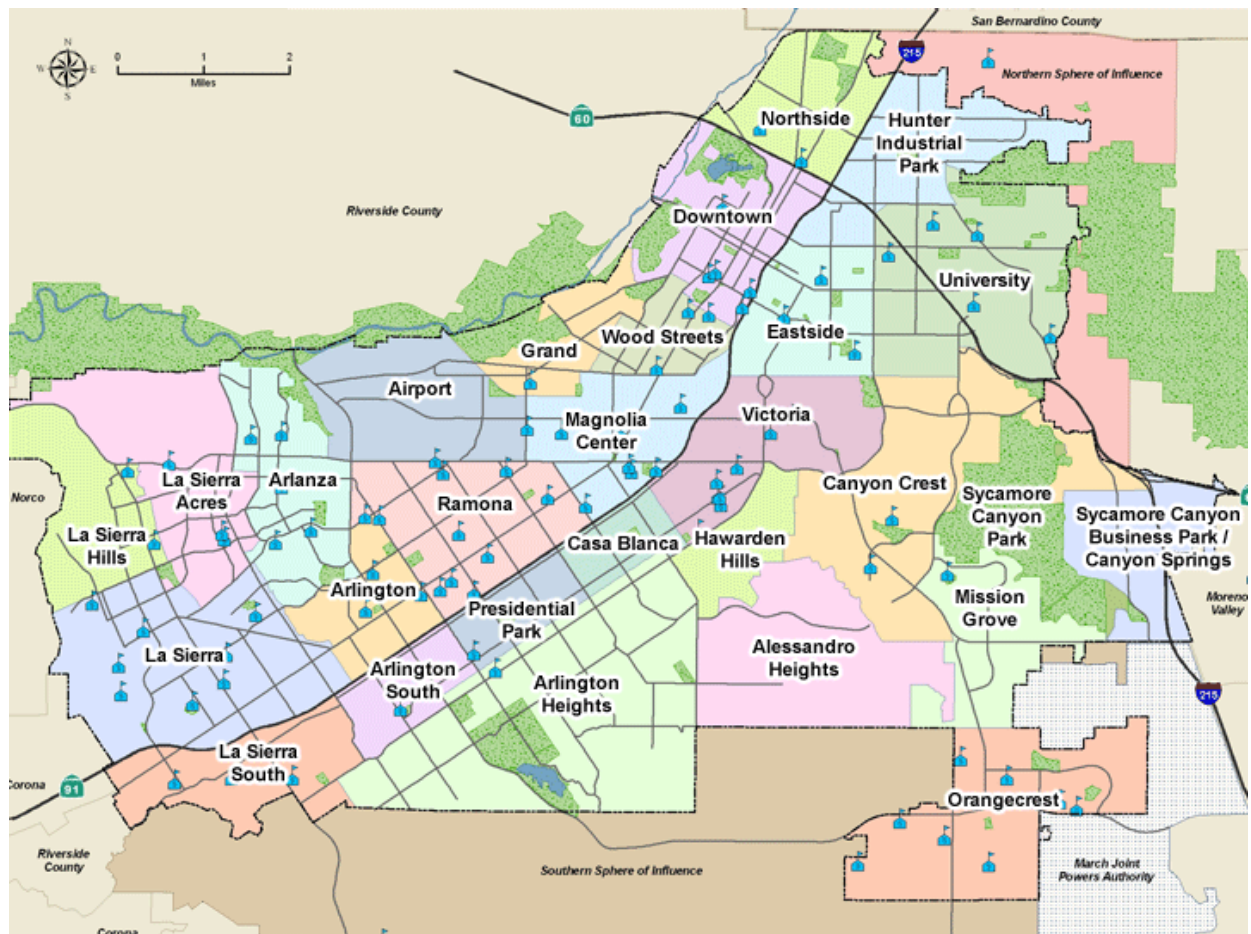 San Bernardino County
N
W E
S
0 2
Miles
215
Northern Sphere of Influence
60
Northside
Hunter
Industrial
Park
Riverside County
Downtown
University
Wood Streets
Eastside
Grand
Airport
Magnolia
Center
Victoria
Norco
La Sierra
Acres
Arlanza
Ramona
Canyon Crest
Sycamore
Canyon
Park
Sycamore Canyon
Business Park /
Canyon Springs
La Sierra
Hills
Casa Blanca
Hawarden
Hills
Arlington
Presidential
Park
Mission
Grove
Moreno
Valley
La Sierra
Arlington
South
Arlington
Heights
Alessandro
Heights
215
La Sierra
South
Corona
91
Orangecrest
Riverside
County
Southern Sphere of Influence
March Joint
Powers Authority
Corona